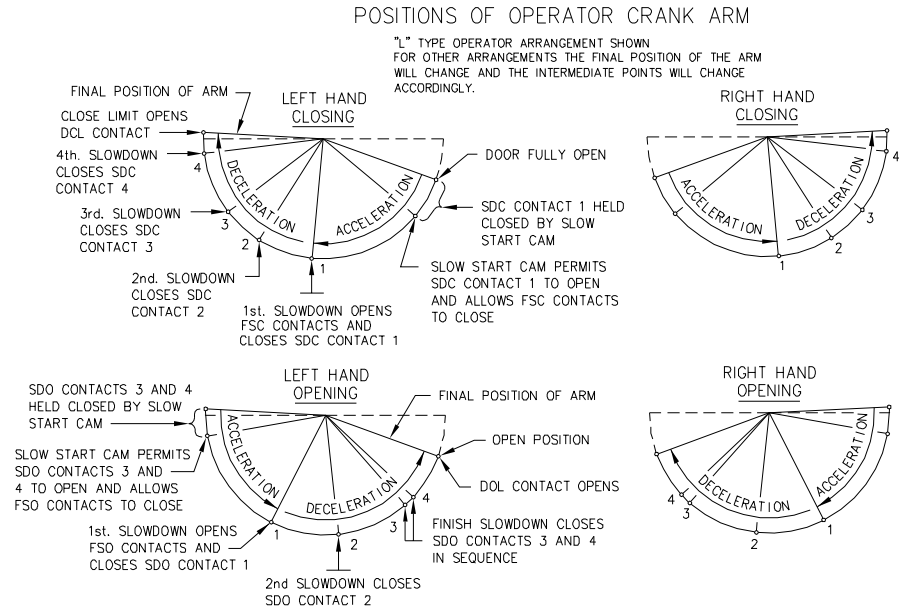 POSITIONS OF OPERATOR CRANK ARM
"L" TYPE OPERATOR ARRANGEMENT SHOWN
FOR OTHER ARRANGEMENTS THE FINAL POSITION OF THE ARM
WILL CHANGE AND THE INTERMEDIATE POINTS WILL CHANGE
ACCORDINGLY.
LEFT HAND
CLOSING
FINAL POSITION OF ARM
CLOSE LIMIT OPENS
DCL CONTACT
4th. SLOWDOWN
CLOSES SDC
CONTACT 4
3rd. SLOWDOWN
CLOSES SDC
CONTACT 3
2nd. SLOWDOWN
CLOSES SDC
CONTACT 2
1st. SLOWDOWN OPENS
FSC CONTACTS AND
CLOSES SDC CONTACT 1
4
3
2
1
DECELERATION
ACCELERATION
DOOR FULLY OPEN
SDC CONTACT 1 HELD
CLOSED BY SLOW
START CAM
SLOW START CAM PERMITS
SDC CONTACT 1 TO OPEN
AND ALLOWS FSC CONTACTS
TO CLOSE
RIGHT HAND
CLOSING
ACCELERATION
DECELERATION
4
3
2
1
LEFT HAND
OPENING
SDO CONTACTS 3 AND 4
HELD CLOSED BY SLOW
START CAM
SLOW START CAM PERMITS
SDO CONTACTS 3 AND
4 TO OPEN AND ALLOWS
FSO CONTACTS TO CLOSE
1st. SLOWDOWN OPENS
FSO CONTACTS AND
CLOSES SDO CONTACT 1
2nd SLOWDOWN CLOSES
SDO CONTACT 2
ACCELERATION
DECELERATION
1
2
3
4
FINAL POSITION OF ARM
OPEN POSITION
DOL CONTACT OPENS
FINISH SLOWDOWN CLOSES
SDO CONTACTS 3 AND 4
IN SEQUENCE
RIGHT HAND
OPENING
DECELERATION
ACCELERATION
4
3
2
1